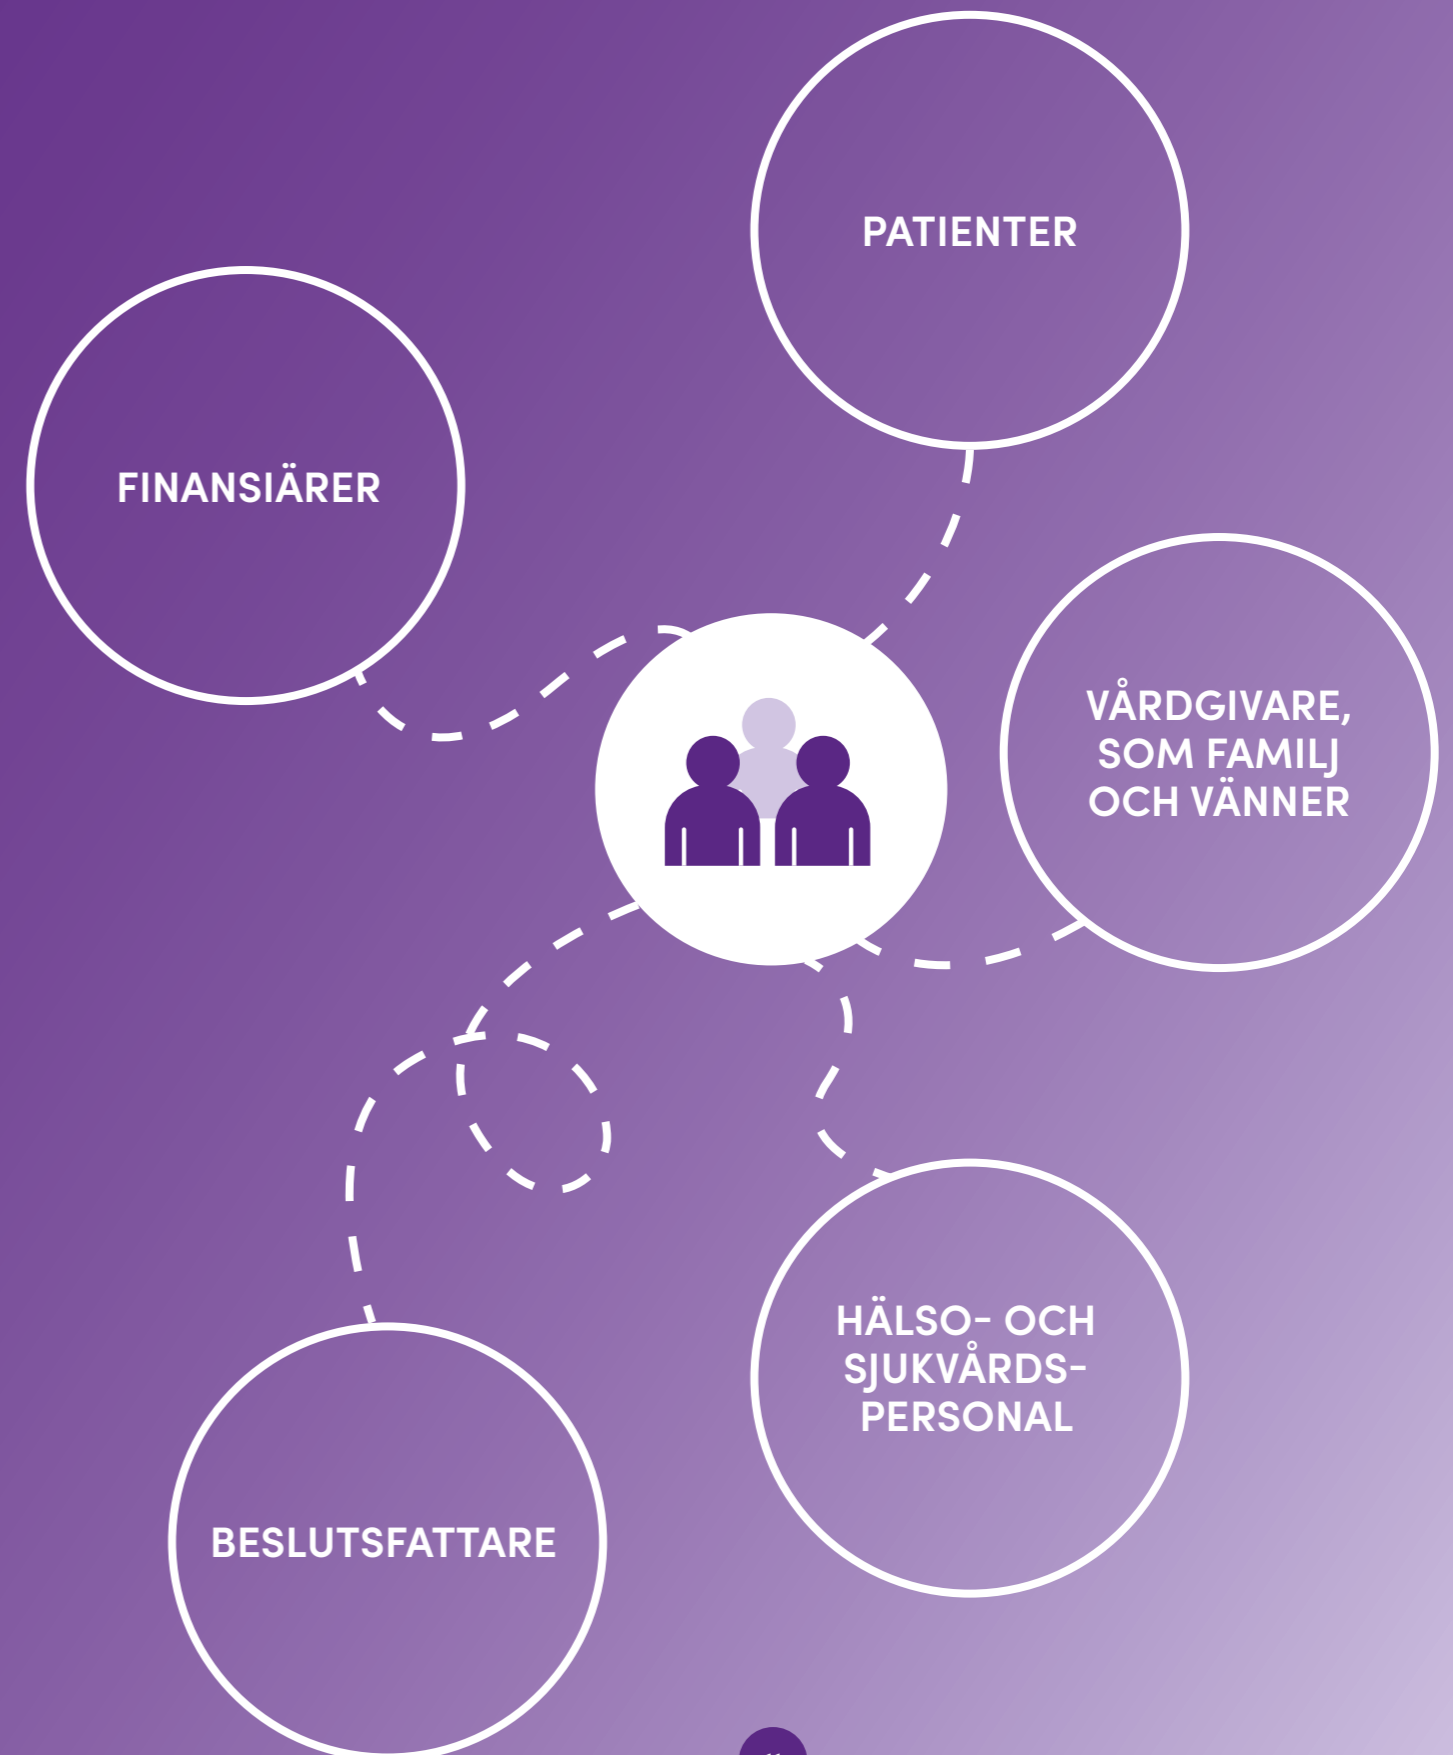 PATIENTER
FINANSIÄRER
VÅRDGIVARE,
SOM FAMILJ
OCH VÄNNER
HÄLSO- OCH
SJUKVÅRDS-
PERSONAL
BESLUTSFATTARE